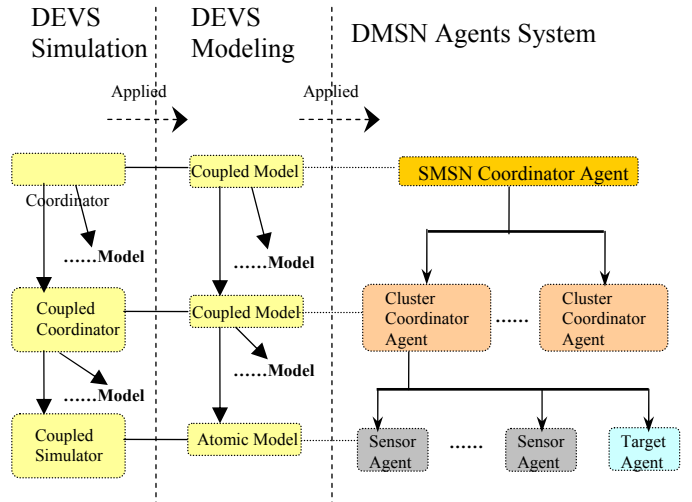 DEVS
Simulation
DEVS
Modeling
DMSN Agents System
Applied
Applied
Coordinator
Coupled Model
SMSN Coordinator Agent
......Model
......Model
Coupled
Coordinator
Coupled Model
Cluster
Coordinator
Agent
......
Cluster
Coordinator
Agent
......Model
......Model
Coupled
Simulator
Atomic Model
Sensor
Agent
......
Sensor
Agent
Target
Agent